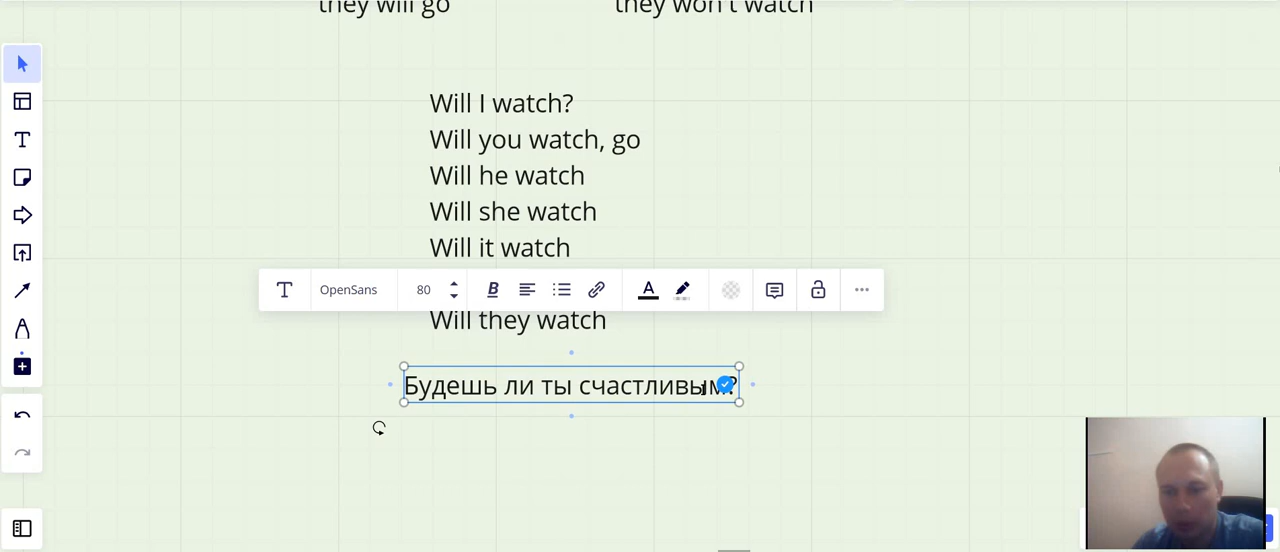 they will go they won't watch
Will I watch?
Will you watch, go
Will he watch
Will she watch
Will it watch
OpenSans 80 B A
Will they watch
Будешь ли ты счастливым?